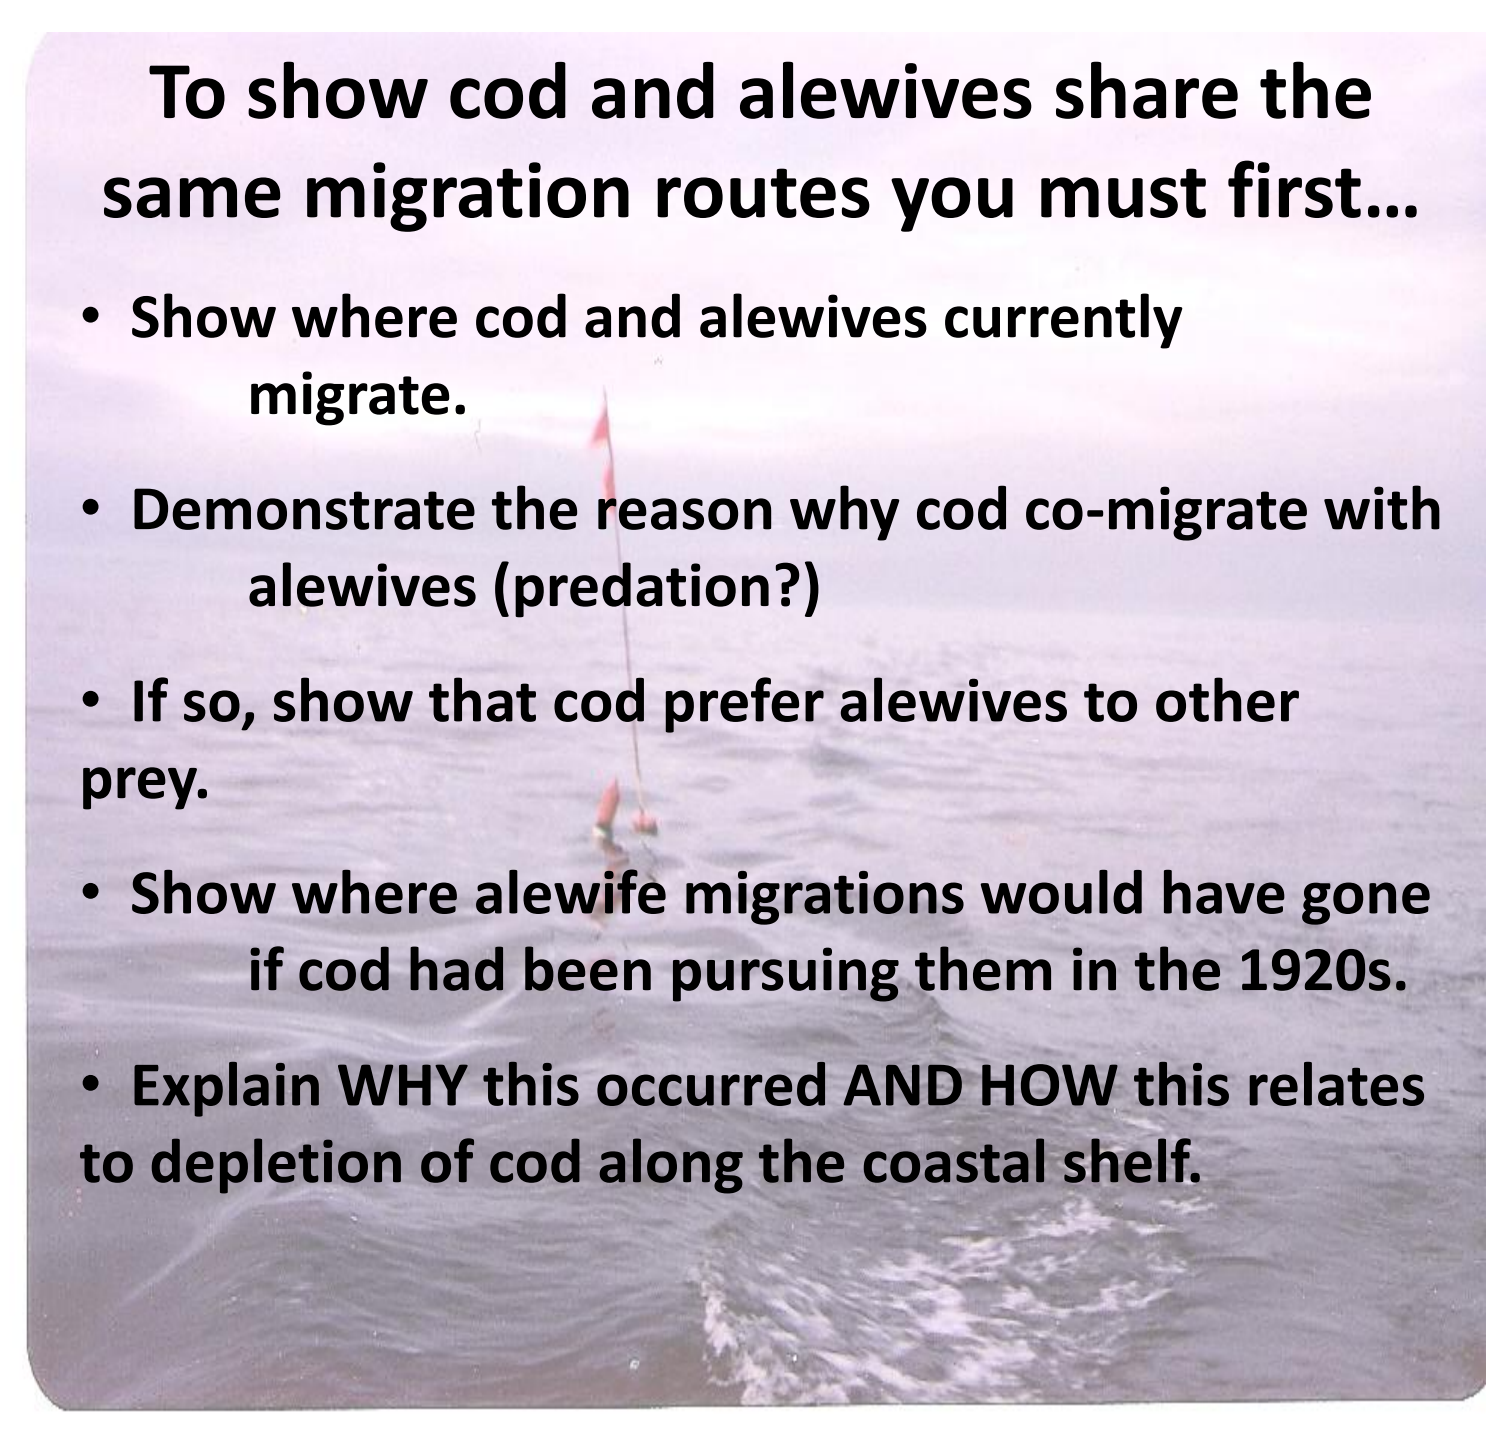 To show cod and alewives share the
same migration routes you must first…
• Show where cod and alewives currently
migrate.
• Demonstrate the reason why cod co-migrate with
alewives (predation?)
• If so, show that cod prefer alewives to other
prey.
• Show where alewife migrations would have gone
if cod had been pursuing them in the 1920s.
• Explain WHY this occurred AND HOW this relates
to depletion of cod along the coastal shelf.